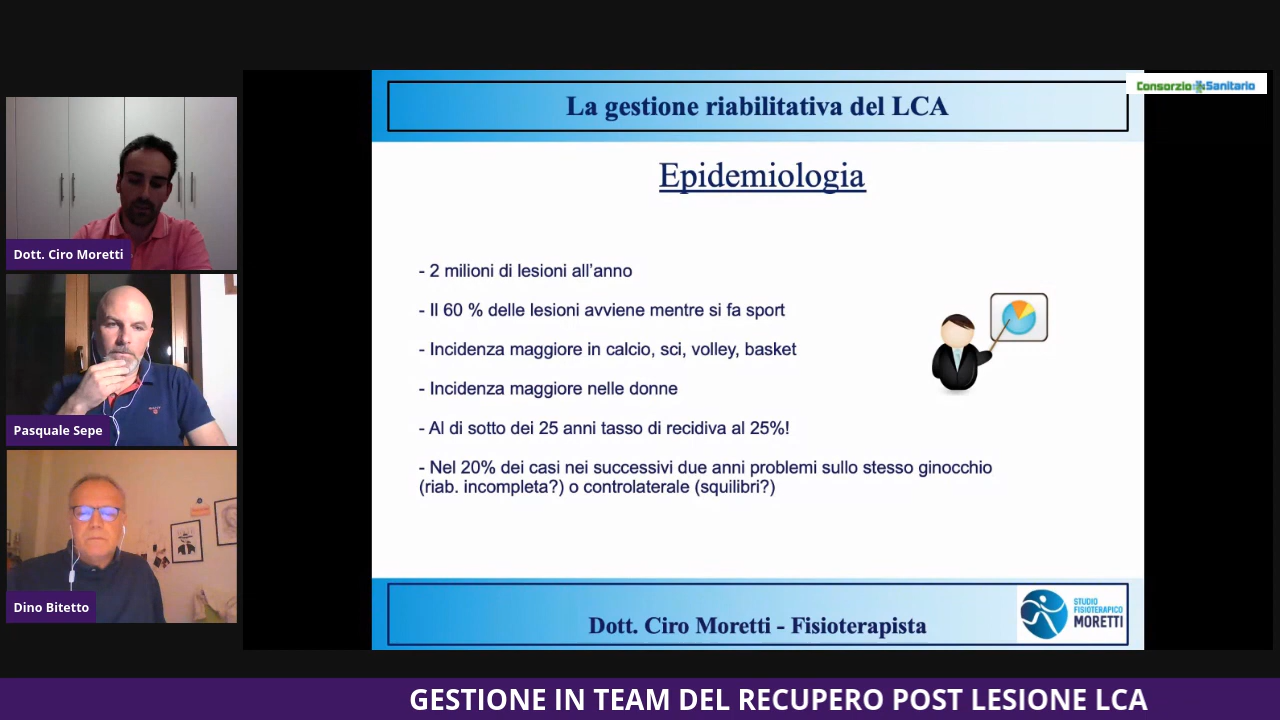 Consorzio Sanitario
La gestione riabilitativa del LCA
Epidemiologia
- 2 milioni di lesioni all'anno
- Il 60 % delle lesioni avviene mentre si fa sport
- Incidenza maggiore in calcio, sci, volley, basket
- Incidenza maggiore nelle donne
- Al di sotto dei 25 anni tasso di recidiva al 25%!
- Nel 20% dei casi nei successivi due anni problemi sullo stesso ginocchio
(riab. incompleta?) o controlaterale (squilibri?)
Dott. Ciro Moretti - Fisioterapista
STUDIO
FISIOTERAPICO
MORETTI
Dott. Ciro Moretti
Pasquale Sepe
Dino Bitetto
GESTIONE IN TEAM DEL RECUPERO POST LESIONE LCA